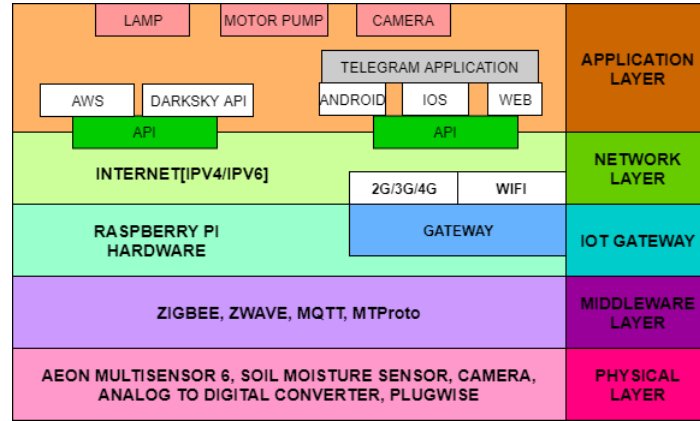 LAMP
MOTOR PUMP
CAMERA
TELEGRAM APPLICATION
AWS
DARKSKY API
ANDROID
IOS
WEB
API
API
APPLICATION
LAYER
INTERNET[IPV4/IPV6]
2G/3G/4G
WIFI
NETWORK
LAYER
RASPBERRY PI
HARDWARE
GATEWAY
IOT GATEWAY
ZIGBEE, ZWAVE, MQTT, MTProto
MIDDLEWARE
LAYER
AEON MULTISENSOR 6, SOIL MOISTURE SENSOR, CAMERA,
ANALOG TO DIGITAL CONVERTER, PLUGWISE
PHYSICAL
LAYER